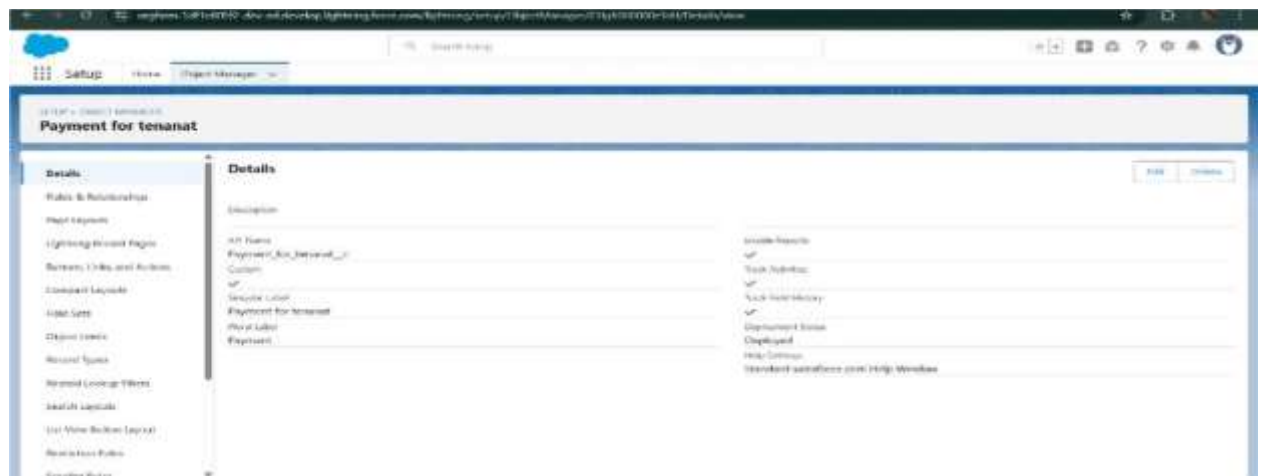 Setup Home Object Manager
SETUP > OBJECT MANAGER
Payment for tenanat
Details
Details
Edit Delete
Fields & Relationships
Page Layouts
Description
Lightning Record Pages
API Name
Enable Reports
Payment_for_tenanat__c
Buttons, Links, and Actions
Custom
Track Activities
Compact Layouts
Singular Label
Track Field History
Field Sets
Payment for tenanat
Plural Label
Deployment Status
Object Limits
Payment
Deployed
Help Settings
Record Types
Standard salesforce.com Help Window
Related Lookup Filters
Search Layouts
List View Button Layout
Restriction Rules